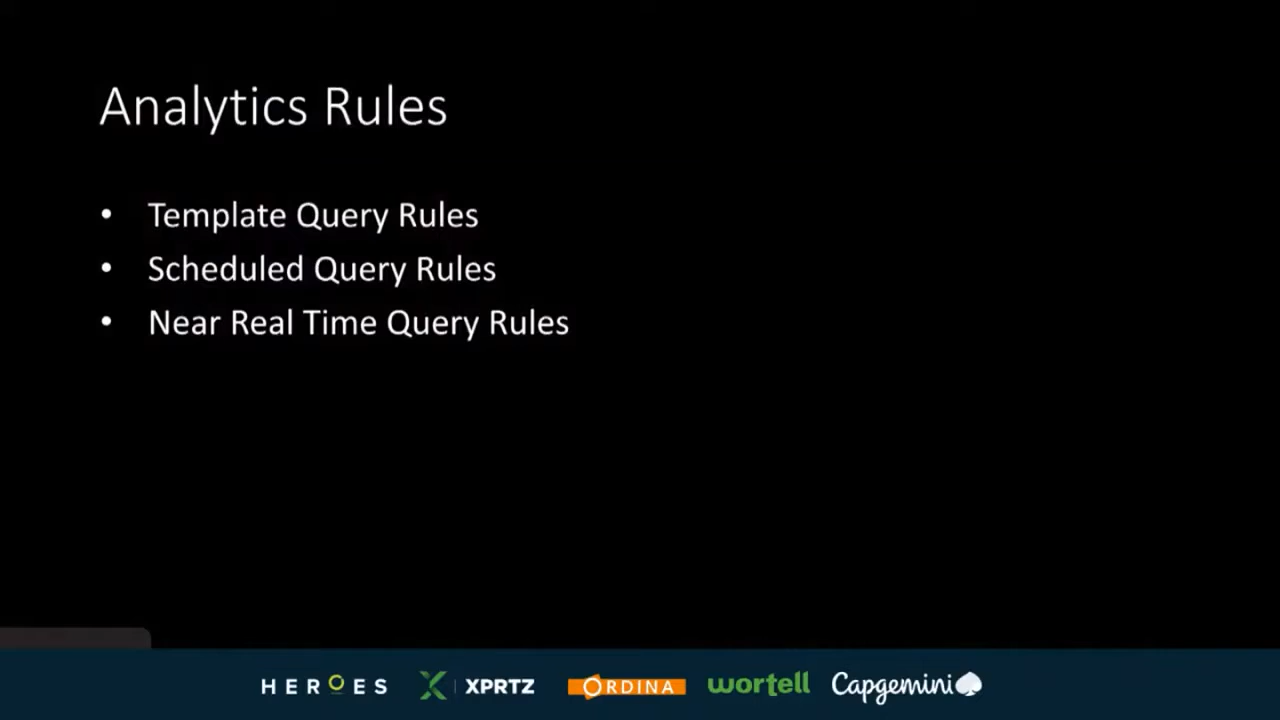 Analytics Rules
• Template Query Rules
• Scheduled Query Rules
• Near Real Time Query Rules
HEROES XPRTZ ORDINA wortell Capgemini